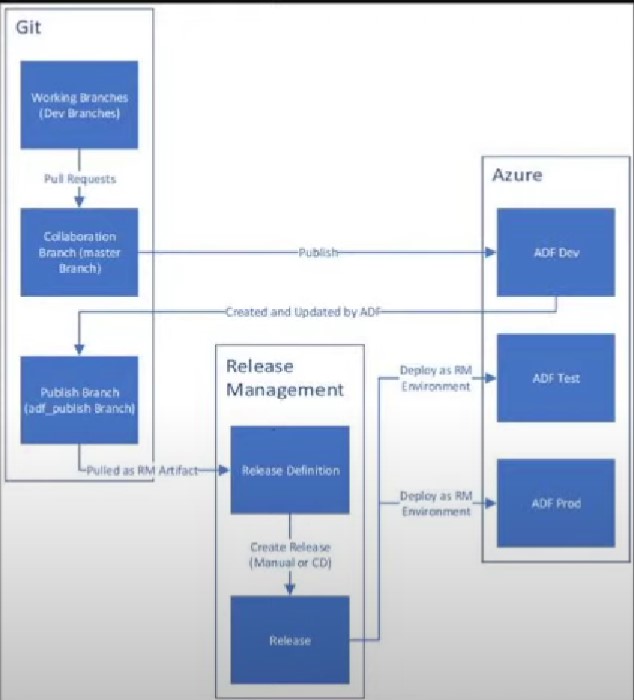 Git
Working Branches
(Dev Branches)
Pull Requests
Collaboration
Branch (master
Branch)
Publish
Azure
ADF Dev
Created and Updated by ADF
Publish Branch
(adf_publish Branch)
Pulled as RM Artifact
Release
Management
Release Definition
Create Release
(Manual or CD)
Release
Deploy as RM
Environment
ADF Test
Deploy as RM
Environment
ADF Prod